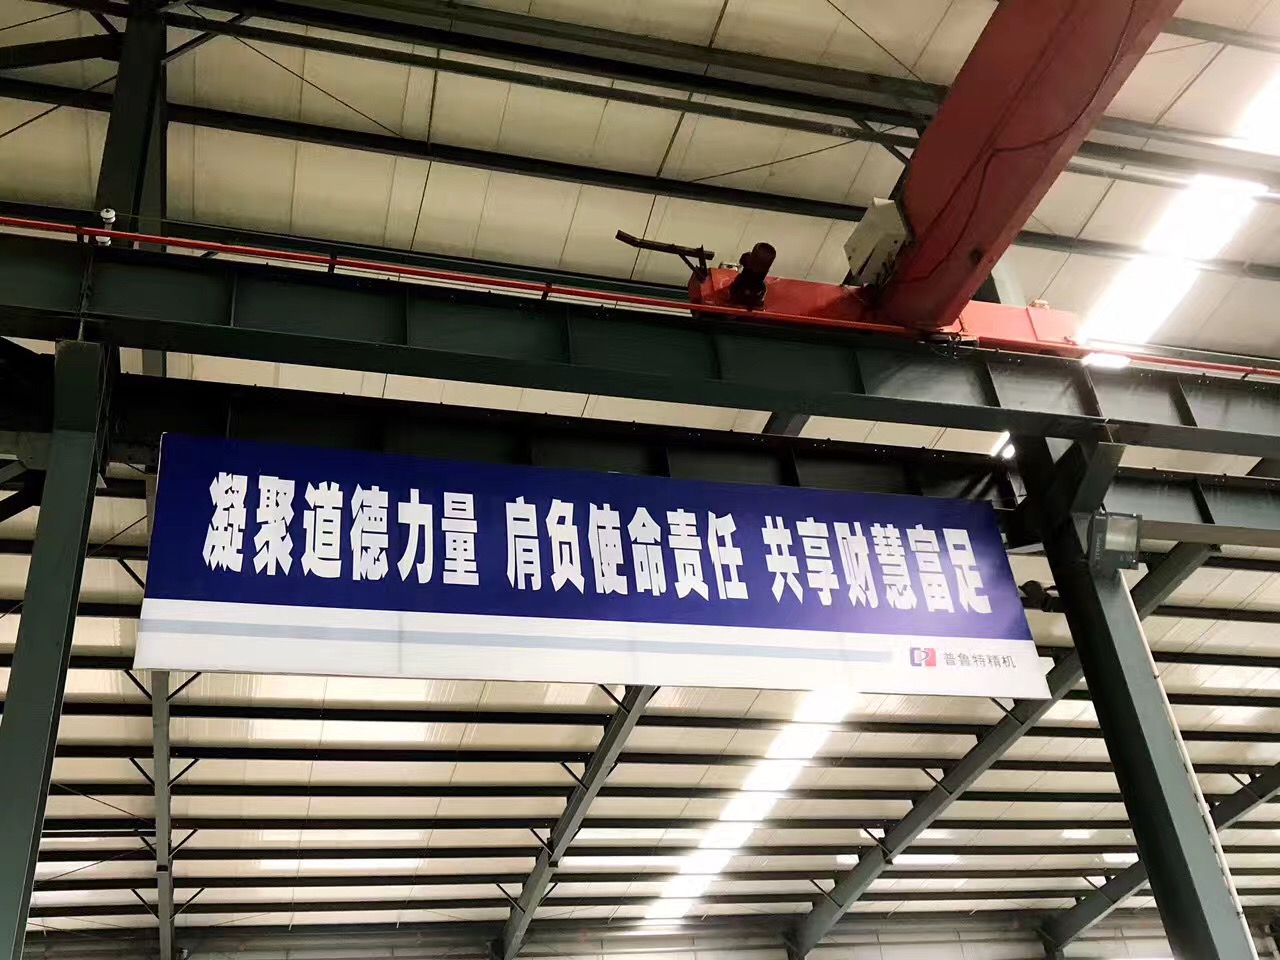 凝聚道德力量 肩负使命责任 共享财慧富足
普鲁特精机